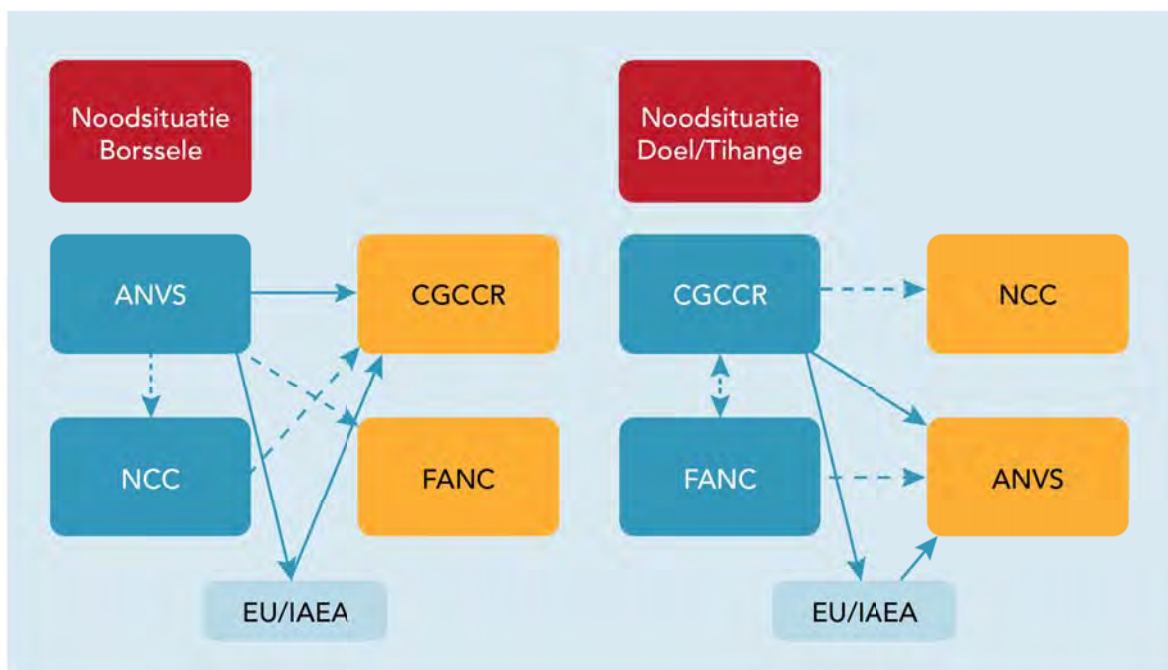 Noodsituatie
Borssele
ANVS
CGCCR
NCC
FANC
EU/IAEA
Noodsituatie
Doel/Tihange
CGCCR
NCC
FANC
ANVS
EU/IAEA